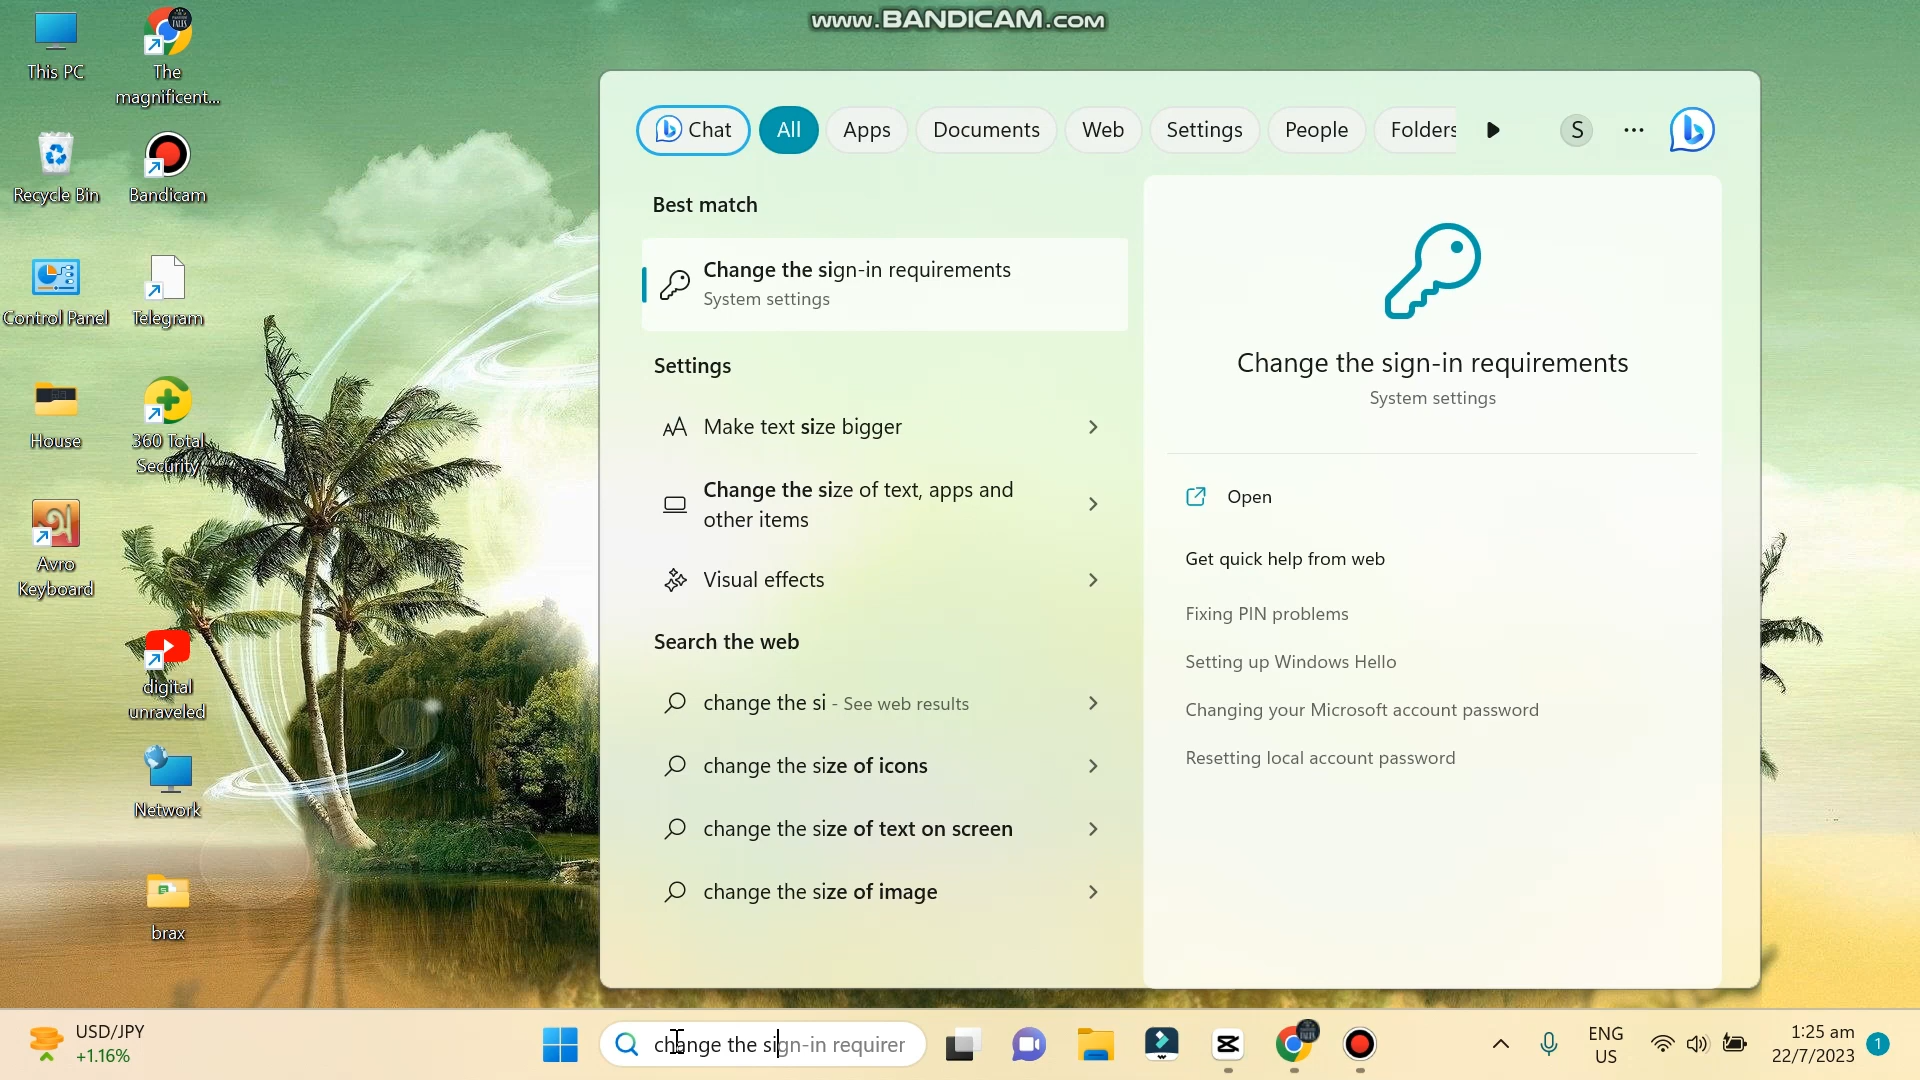 www.BANDICAM.com
This PC
The
magnificent...
Recycle Bin
Bandicam
Control Panel
Telegram
House
360 Total
Security
Avro
Keyboard
digital
unraveled
Network
brax
Chat
All
Apps
Documents
Web
Settings
People
Folders
S
Best match
Change the sign-in requirements
System settings
Settings
Make text size bigger
Change the size of text, apps and
other items
Visual effects
Search the web
change the si - See web results
change the size of icons
change the size of text on screen
change the size of image
Change the sign-in requirements
System settings
Open
Get quick help from web
Fixing PIN problems
Setting up Windows Hello
Changing your Microsoft account password
Resetting local account password
USD/JPY
+1.16%
change the sign-in requirer
ENG
US
1:25 am
22/7/2023
1